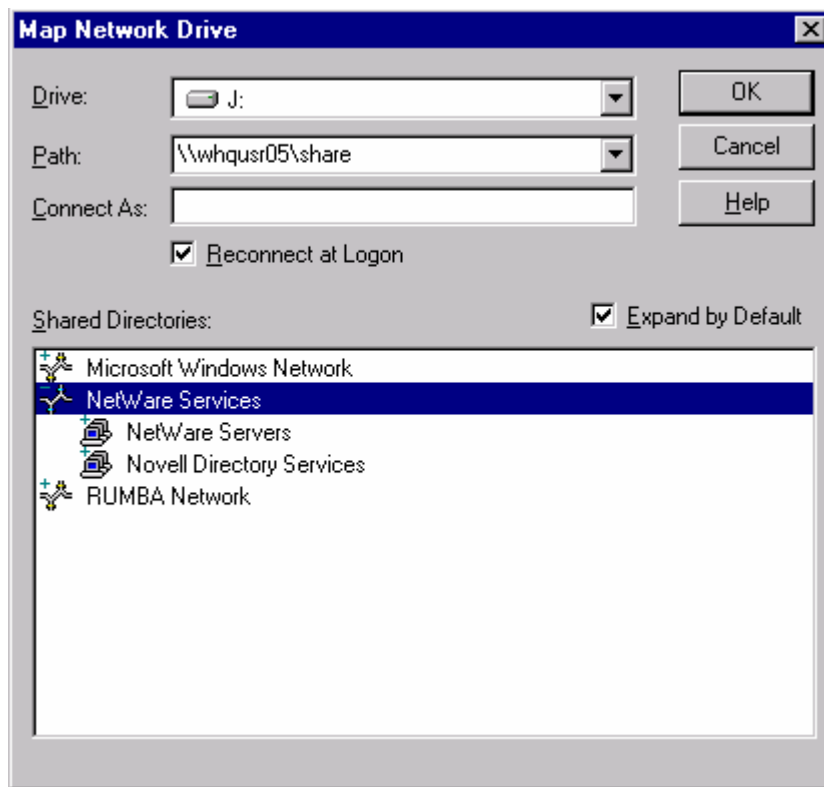 Map Network Drive
Drive: J: OK
Path: \\whqusr05\share Cancel
Connect As: Help
Reconnect at Logon
Shared Directories: Expand by Default
Microsoft Windows Network
NetWare Services
NetWare Servers
Novell Directory Services
RUMBA Network